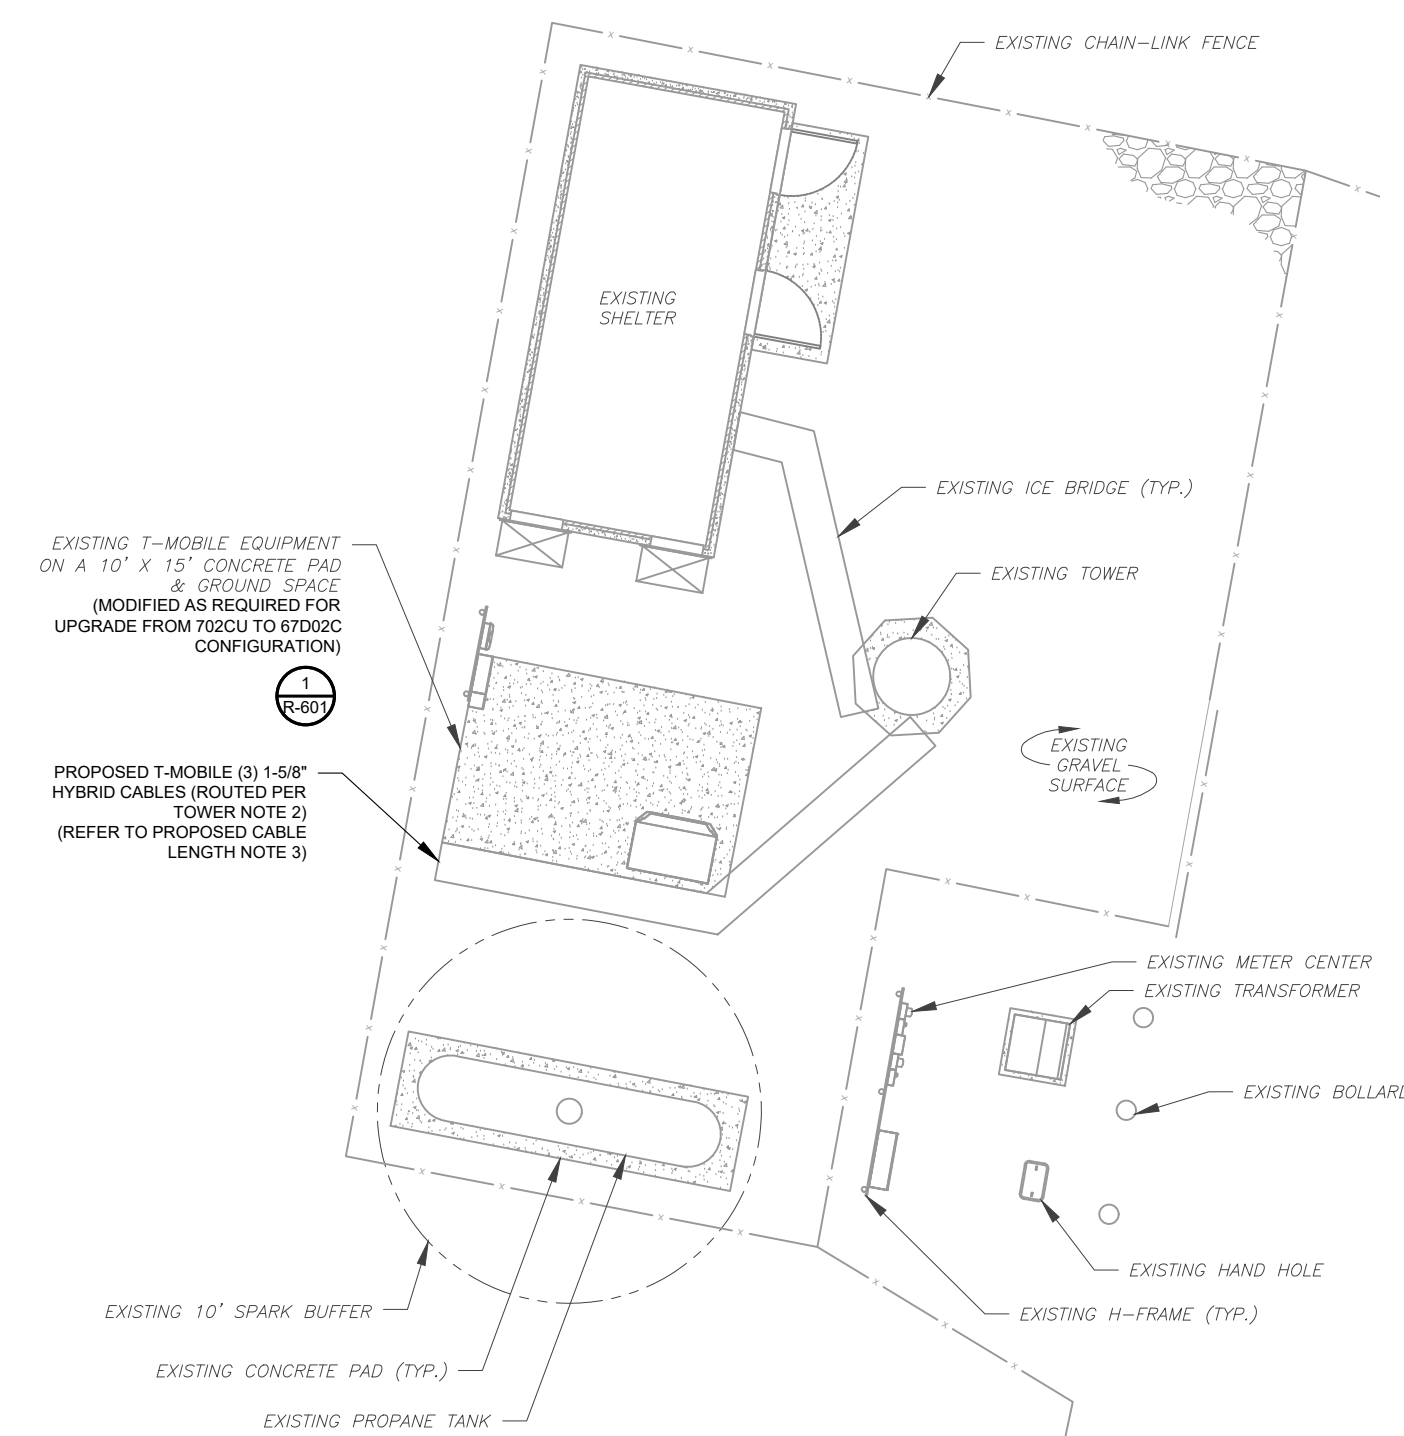 EXISTING CHAIN-LINK FENCE
EXISTING
SHELTER
EXISTING ICE BRIDGE (TYP.)
EXISTING T-MOBILE EQUIPMENT
ON A 10' X 15' CONCRETE PAD
& GROUND SPACE
(MODIFIED AS REQUIRED FOR
UPGRADE FROM 702CU TO 67D02C
CONFIGURATION)
1
R-601
EXISTING TOWER
EXISTING
GRAVEL
SURFACE
PROPOSED T-MOBILE (3) 1-5/8"
HYBRID CABLES (ROUTED PER
TOWER NOTE 2)
(REFER TO PROPOSED CABLE
LENGTH NOTE 3)
EXISTING METER CENTER
EXISTING TRANSFORMER
EXISTING BOLLARD
EXISTING HAND HOLE
EXISTING H-FRAME (TYP.)
EXISTING 10' SPARK BUFFER
EXISTING CONCRETE PAD (TYP.)
EXISTING PROPANE TANK